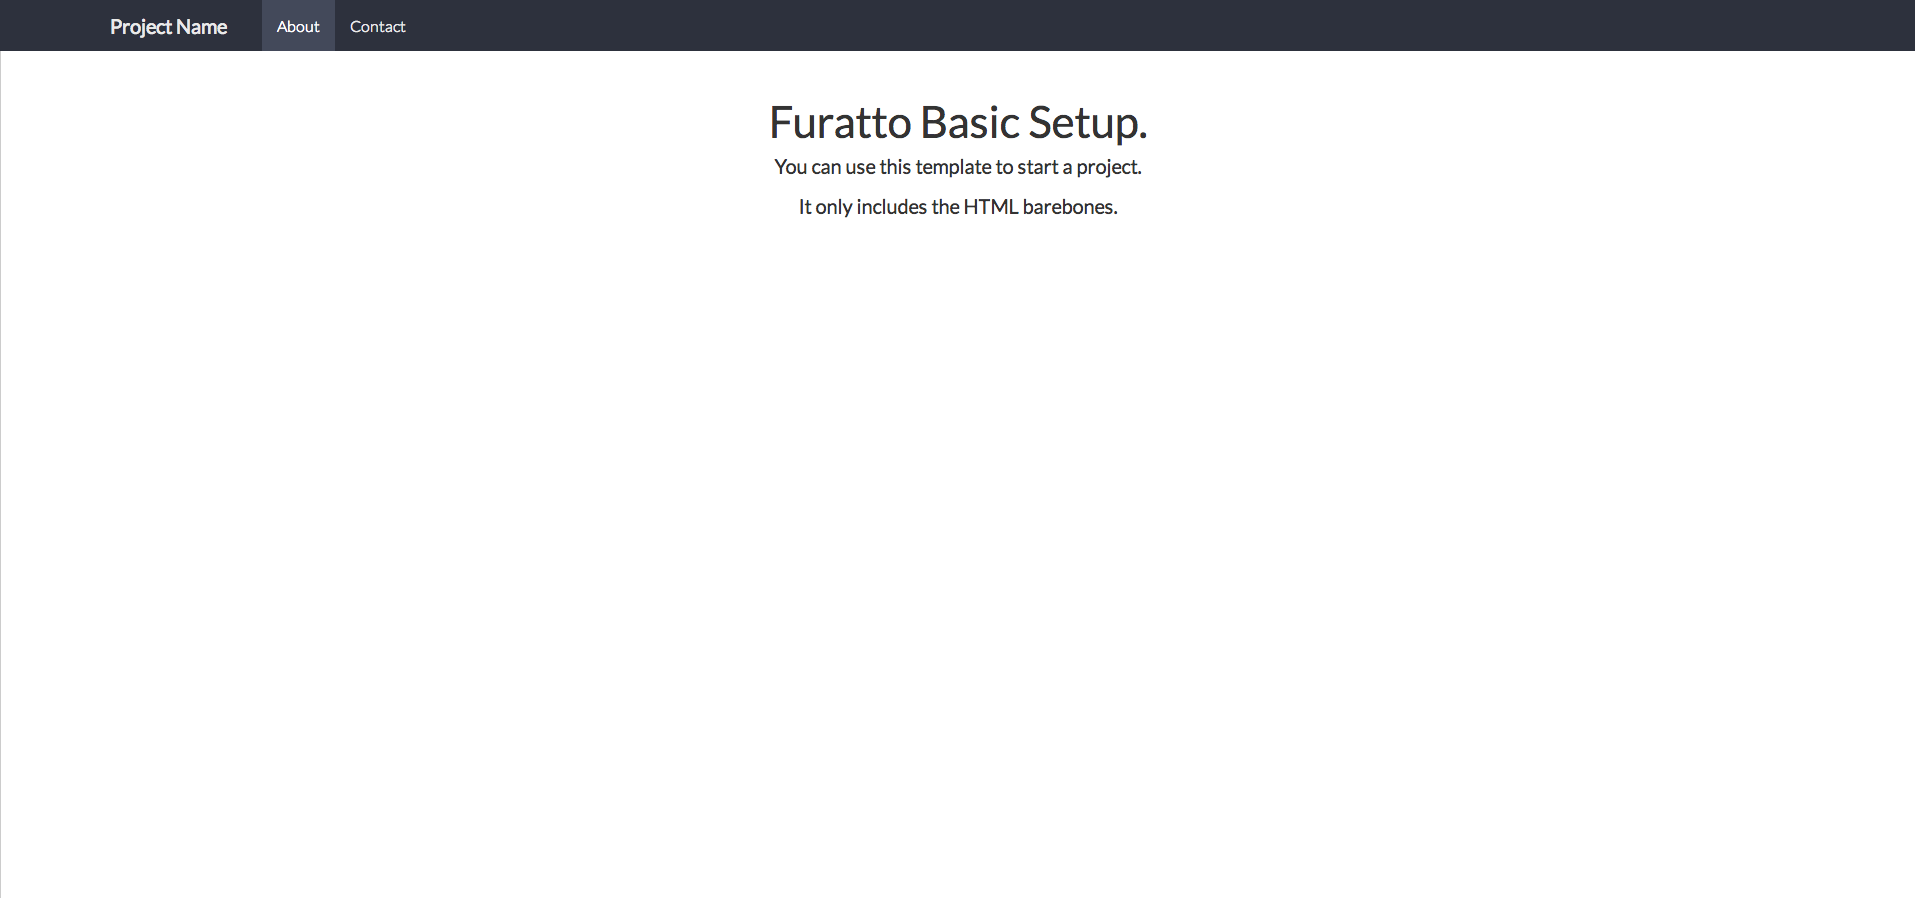 Project Name About Contact
Furatto Basic Setup.
You can use this template to start a project.
It only includes the HTML barebones.